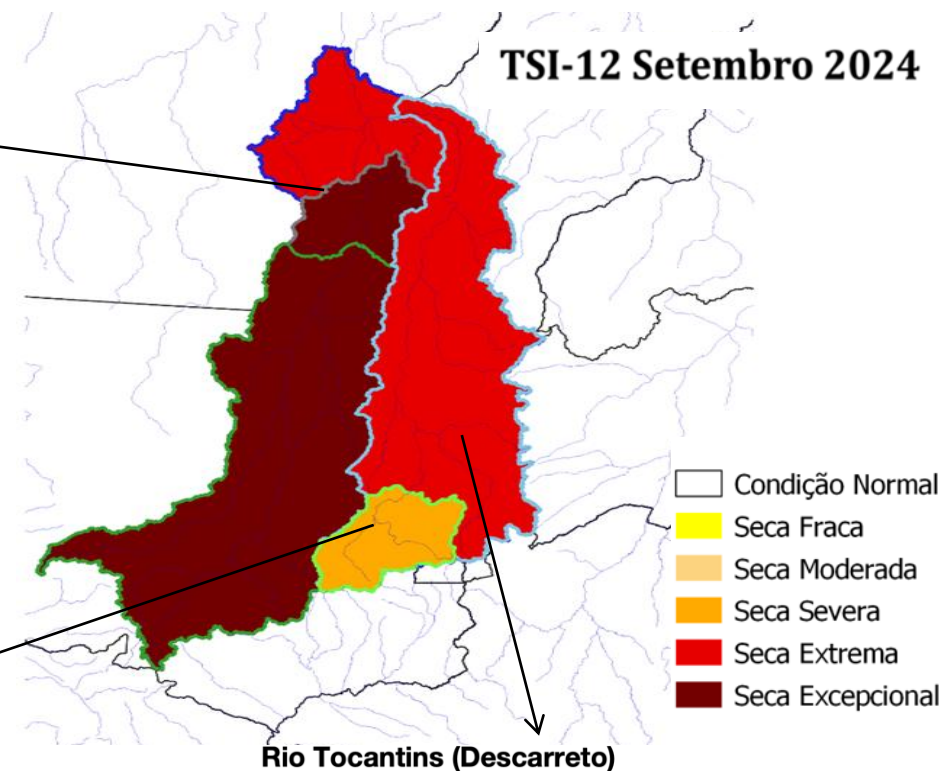 TSI-12 Setembro 2024
Condição Normal
Seca Fraca
Seca Moderada
Seca Severa
Seca Extrema
Seca Excepcional
Rio Tocantins (Descarreto)